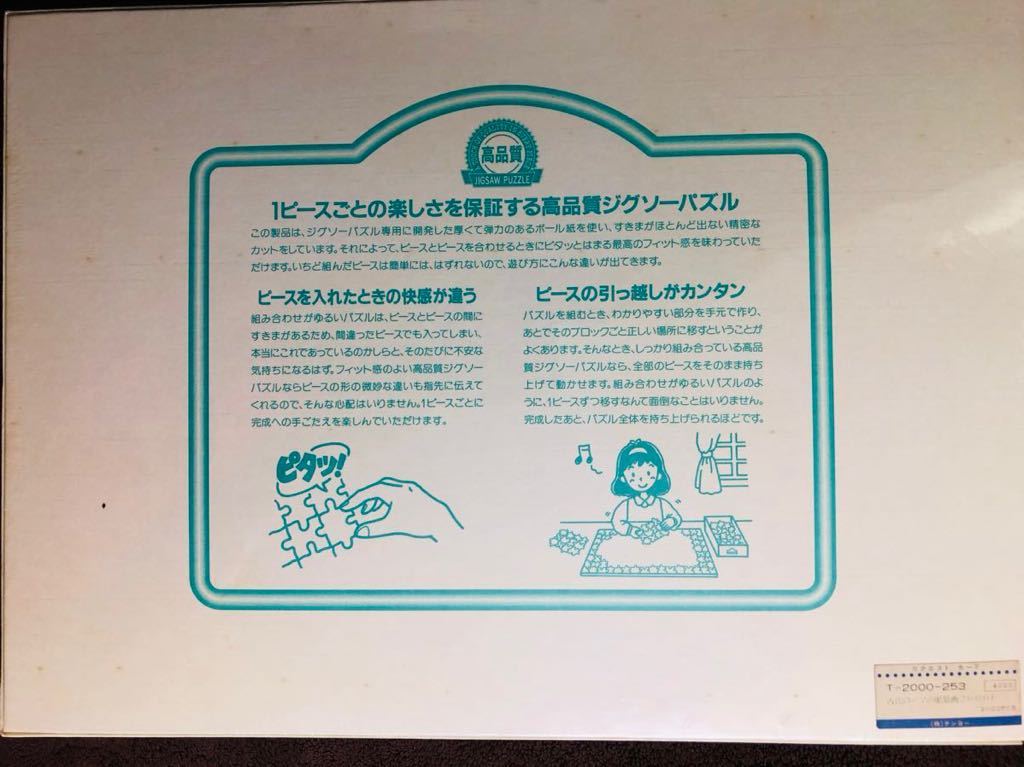 高品質
JIGSAW PUZZLE
1ピースごとの楽しさを保証する高品質ジグソーパズル
この製品は、ジグソーパズル専用に開発した厚くて弾力のあるボール紙を使い、すきまがほとんど出ない精密な
カットをしています。それによって、ピースとピースを合わせるときにピタッとはまる最高のフィット感を味わっていた
だけます。いちど組んだピースは簡単には、はずれないので、遊び方にこんな違いが出てきます。
ピースを入れたときの快感が違う
組み合わせがゆるいパズルは、ピースとピースの間に
すきまがあるため、間違ったピースでも入ってしまい、
本当にこれであっているのかしらと、そのたびに不安な
気持ちになるはず。フィット感のよい高品質ジグソー
パズルならピースの形の微妙な違いも指先に伝えて
くれるので、そんな心配はいりません。1ピースごとに
完成への手ごたえを楽しんでいただけます。
ピタッ!
ピースの引っ越しがカンタン
パズルを組むとき、わかりやすい部分を手元で作り、
あとでそのブロックごと正しい場所に移すということが
よくあります。そんなとき、しっかり組み合っている高品
質ジグソーパズルなら、全部のピースをそのまま持ち
上げて動かせます。組み合わせがゆるいパズルのよ
うに、1ピースずつ移すなんて面倒なことはいりません。
完成したあと、パズル全体を持ち上げられるほどです。
リクエスト カード
T-2000-253
(株)テンヨー